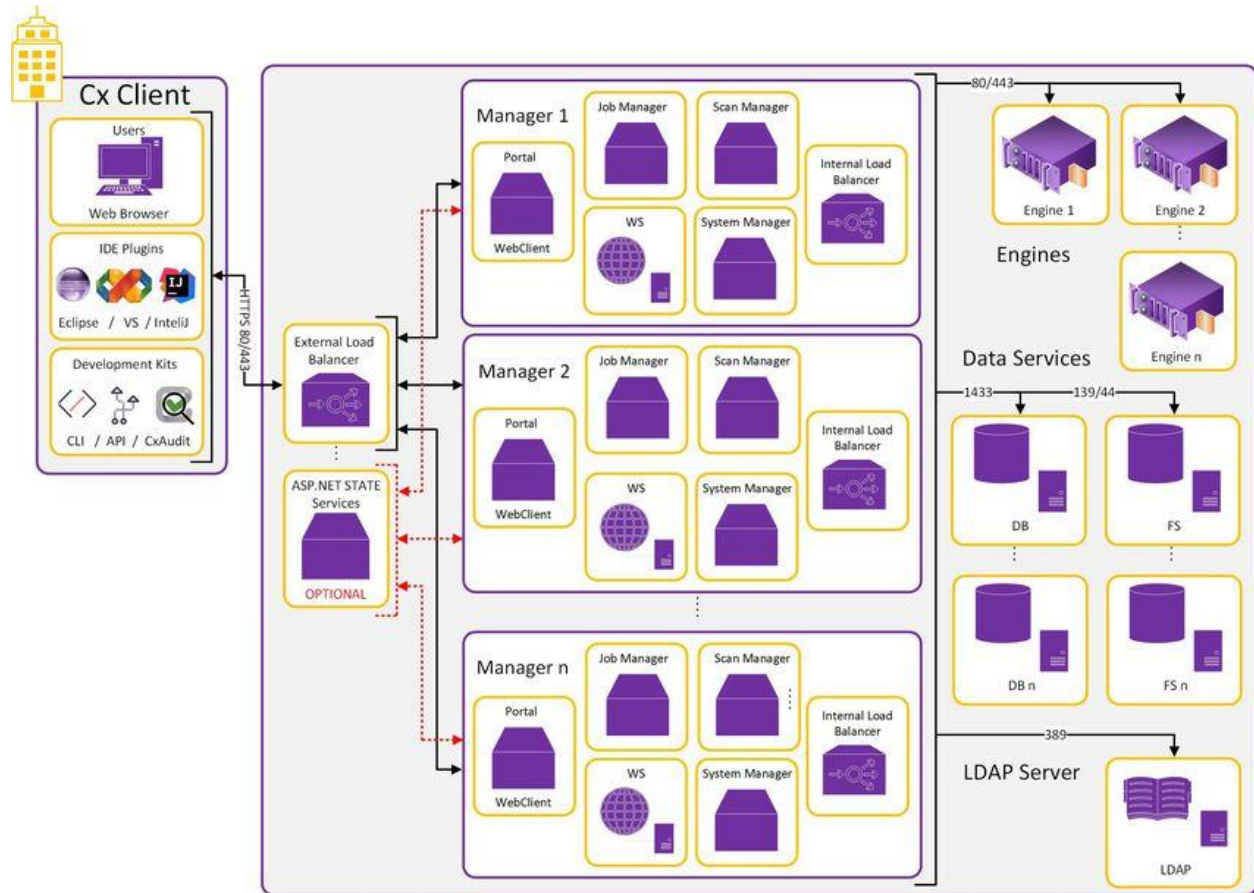 Cx Client
Users
Web Browser
IDE Plugins
Eclipse / VS / InteliJ
Development Kits
CLI / API / CxAudit
HTTPS 80/443
External Load
Balancer
ASP.NET STATE
Services
OPTIONAL
Manager 1
Portal
WebClient
Job Manager
Scan Manager
WS
System Manager
Internal Load
Balancer
Manager 2
Portal
WebClient
Job Manager
Scan Manager
WS
System Manager
Internal Load
Balancer
Manager n
Portal
WebClient
Job Manager
Scan Manager
WS
System Manager
Internal Load
Balancer
80/443
Engine 1
Engine 2
Engines
Engine n
Data Services
1433
139/44
DB
FS
DB n
FS n
389
LDAP Server
LDAP